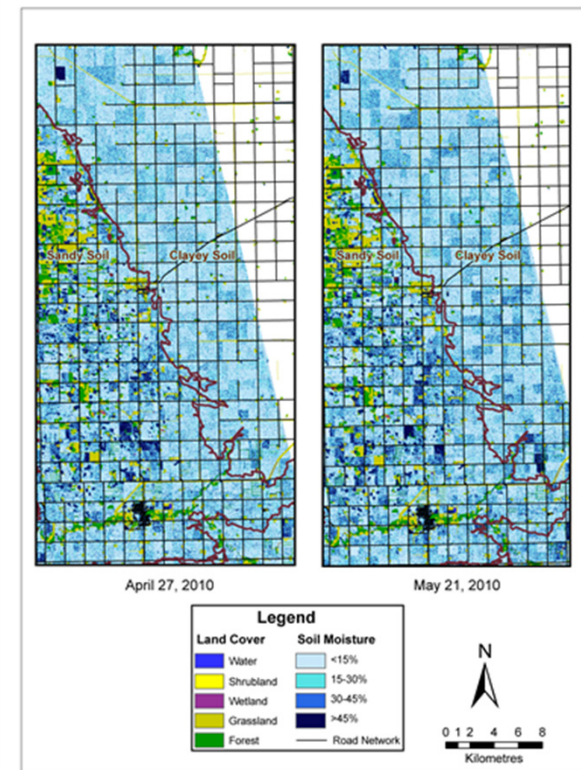 Sandy Soil
Clayey Soil
Sandy Soil
Clayey Soil
April 27, 2010
May 21, 2010
Legend
Land Cover
Soil Moisture
Water
<15%
Shrubland
15-30%
Wetland
30-45%
Grassland
>45%
Forest
Road Network
N
0 1 2 4 6 8
Kilometres